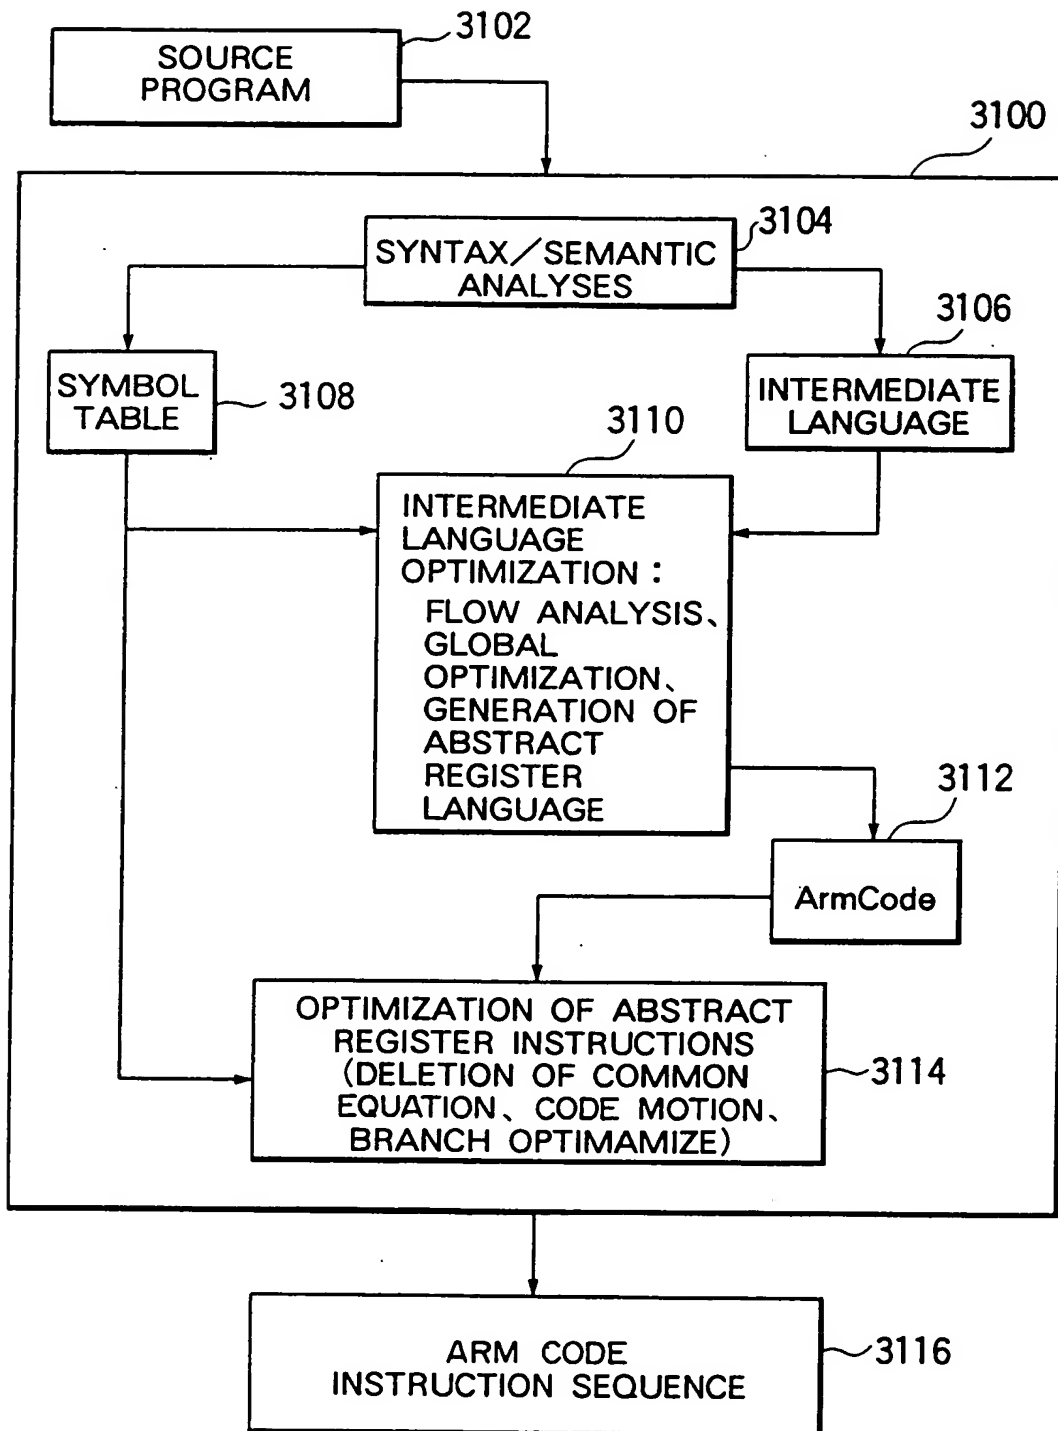 3102
SOURCE
PROGRAM
3100
3104
SYNTAX/SEMANTIC
ANALYSES
3106
SYMBOL
TABLE
3108
INTERMEDIATE
LANGUAGE
3110
INTERMEDIATE
LANGUAGE
OPTIMIZATION:
FLOW ANALYSIS、
GLOBAL
OPTIMIZATION、
GENERATION OF
ABSTRACT
REGISTER
LANGUAGE
3112
ArmCode
OPTIMIZATION OF ABSTRACT
REGISTER INSTRUCTIONS
(DELETION OF COMMON
EQUATION、CODE MOTION、
BRANCH OPTIMAMIZE)
3114
ARM CODE
INSTRUCTION SEQUENCE
3116